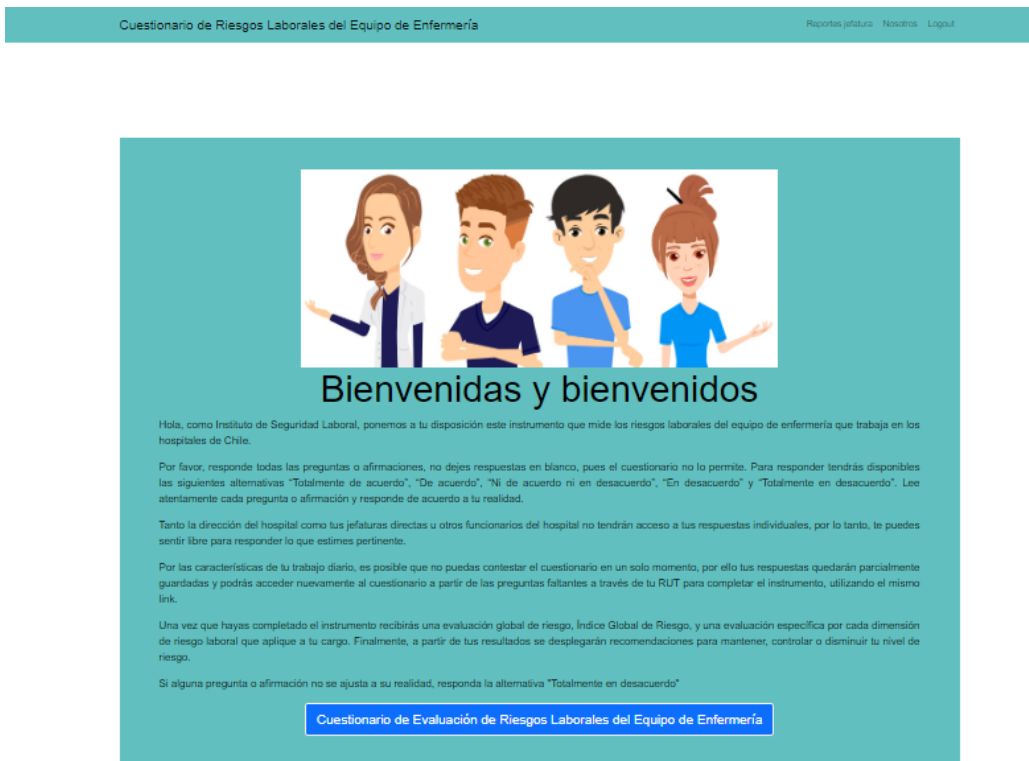 Cuestionario de Riesgos Laborales del Equipo de Enfermería
Reportes jefatura Nosotros Logout
Bienvenidas y bienvenidos
Hola, como Instituto de Seguridad Laboral, ponemos a tu disposición este instrumento que mide los riesgos laborales del equipo de enfermería que trabaja en los
hospitales de Chile.
Por favor, responde todas las preguntas o afirmaciones, no dejes respuestas en blanco, pues el cuestionario no lo permite. Para responder tendrás disponibles
las siguientes alternativas “Totalmente de acuerdo”, “De acuerdo”, “Ni de acuerdo ni en desacuerdo”, “En desacuerdo” y “Totalmente en desacuerdo”. Lee
atentamente cada pregunta o afirmación y responde de acuerdo a tu realidad.
Tanto la dirección del hospital como tus jefaturas directas u otros funcionarios del hospital no tendrán acceso a tus respuestas individuales, por lo tanto, te puedes
sentir libre para responder lo que estimes pertinente.
Por las características de tu trabajo diario, es posible que no puedas contestar el cuestionario en un solo momento, por ello tus respuestas quedarán parcialmente
guardadas y podrás acceder nuevamente al cuestionario a partir de las preguntas faltantes a través de tu RUT para completar el instrumento, utilizando el mismo
link.
Una vez que hayas completado el instrumento recibirás una evaluación global de riesgo, Índice Global de Riesgo, y una evaluación específica por cada dimensión
de riesgo laboral que aplique a tu cargo. Finalmente, a partir de tus resultados se desplegarán recomendaciones para mantener, controlar o disminuir tu nivel de
riesgo.
Si alguna pregunta o afirmación no se ajusta a su realidad, responda la alternativa "Totalmente en desacuerdo"
Cuestionario de Evaluación de Riesgos Laborales del Equipo de Enfermería